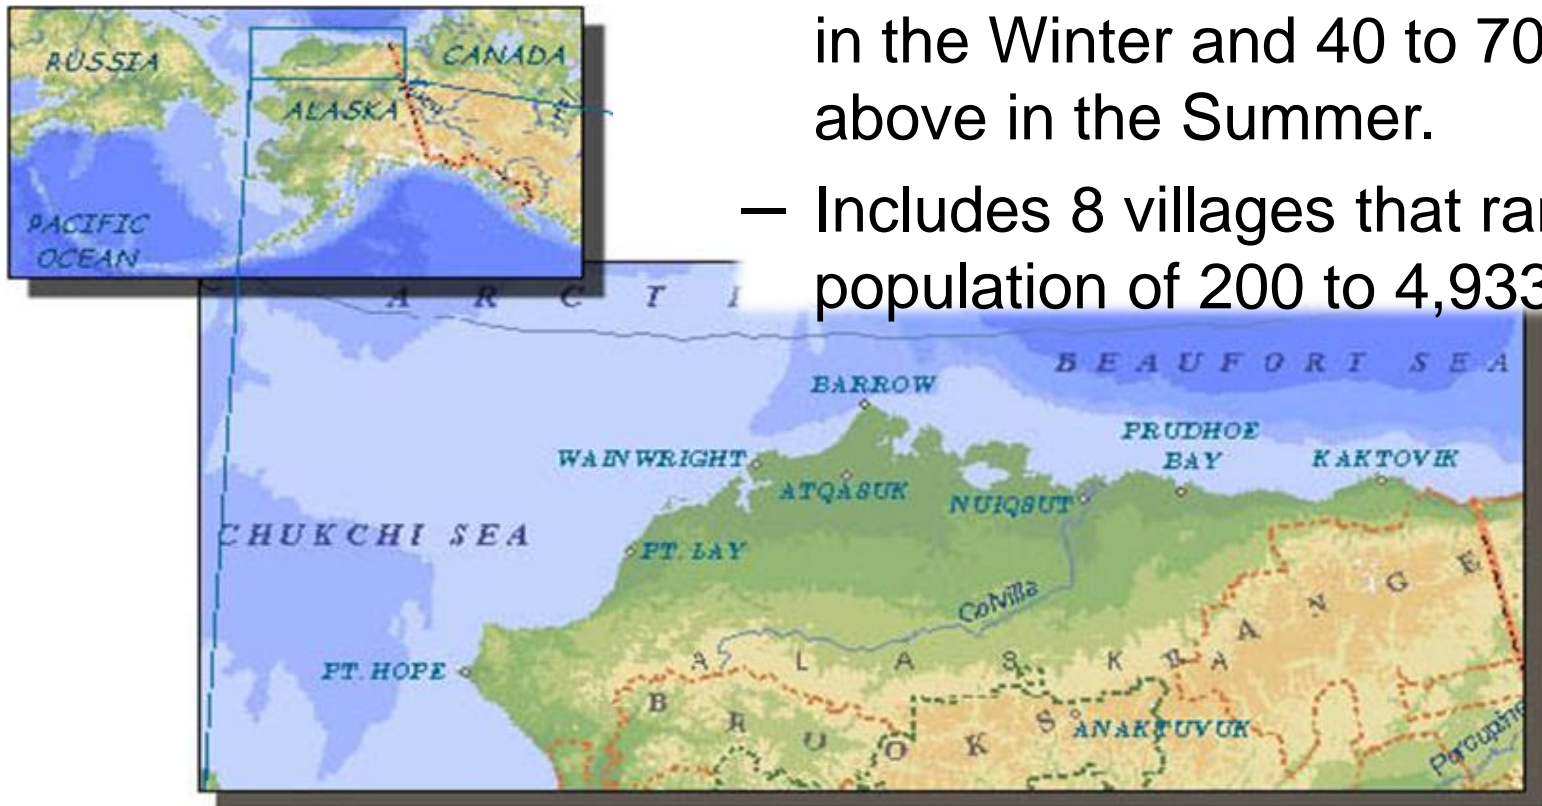 in the Winter and 40 to 70
above in the Summer.
– Includes 8 villages that
population of 200 to 4,933
RUSSIA
CANADA
ALASKA
PACIFIC
OCEAN
A R C T I
BEAUFORT SEA
BARROW
PRUDHOE
BAY
WAINWRIGHT
KAKTOVIK
ATQASUK
NUIQSUT
CHUKCHI SEA
PT. LAY
Colville
PT. HOPE
A L A S K A
BROOKS RANGE
ANAKTUVUK
Porcupine